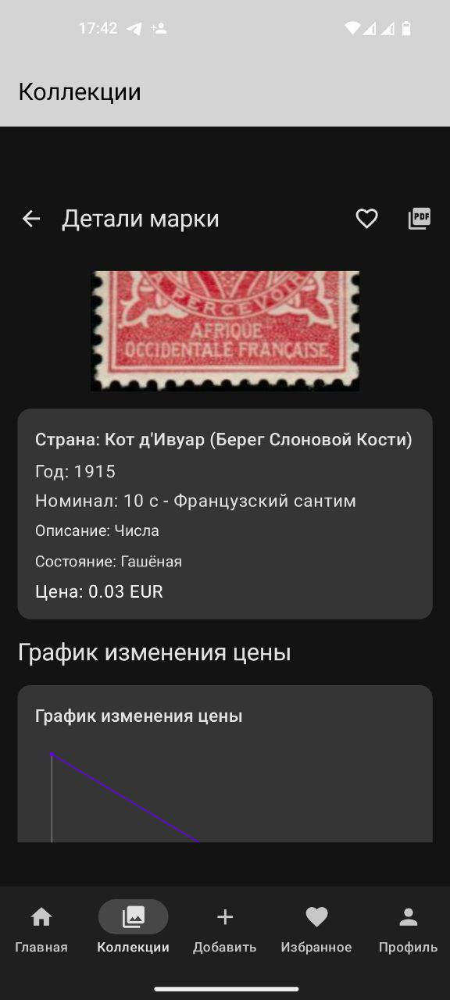 17:42
Коллекции
Детали марки
PDF
A PERCEVOIR
AFRIQUE
OCCIDENTALE FRANÇAISE
Страна: Кот д'Ивуар (Берег Слоновой Кости)
Год: 1915
Номинал: 10 c - Французский сантим
Описание: Числа
Состояние: Гашёная
Цена: 0.03 EUR
График изменения цены
График изменения цены
Главная
Коллекции
Добавить
Избранное
Профиль